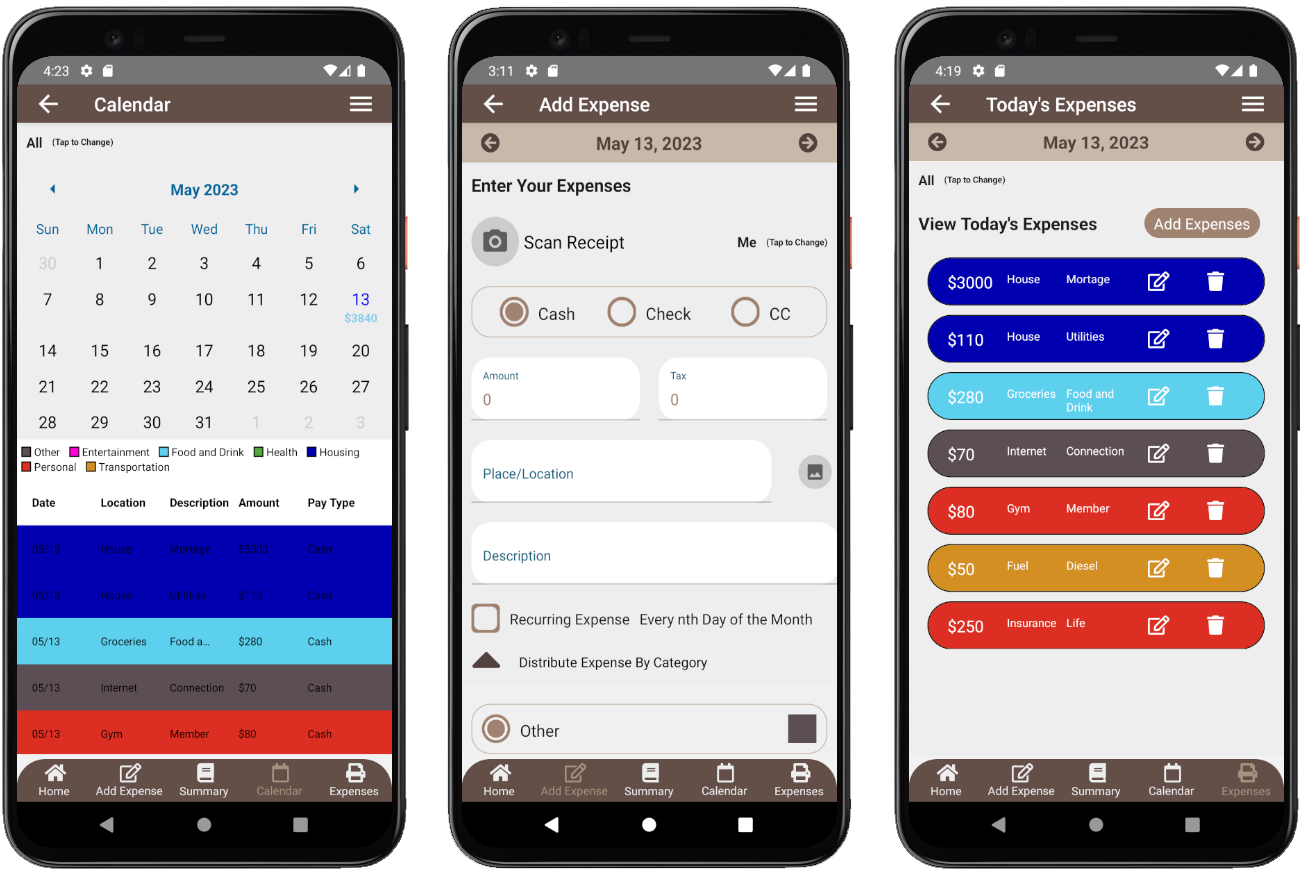 4:23
Calendar
All (Tap to Change)
May 2023
Sun Mon Tue Wed Thu Fri Sat
30 1 2 3 4 5 6
7 8 9 10 11 12 13
$3840
14 15 16 17 18 19 20
21 22 23 24 25 26 27
28 29 30 31 1 2 3
Other Entertainment Food and Drink Health Housing
Personal Transportation
Date Location Description Amount Pay Type
05/13 House Mortage $3000 Cash
05/13 House Utilities $110 Cash
05/13 Groceries Food a... $280 Cash
05/13 Internet Connection $70 Cash
05/13 Gym Member $80 Cash
Home Add Expense Summary Calendar Expenses
3:11
Add Expense
May 13, 2023
Enter Your Expenses
Scan Receipt Me (Tap to Change)
Cash Check CC
Amount Tax
0 0
Place/Location
Description
Recurring Expense Every nth Day of the Month
Distribute Expense By Category
Other
Home Add Expense Summary Calendar Expenses
4:19
Today's Expenses
May 13, 2023
All (Tap to Change)
View Today's Expenses Add Expenses
$3000 House Mortage
$110 House Utilities
$280 Groceries Food and
Drink
$70 Internet Connection
$80 Gym Member
$50 Fuel Diesel
$250 Insurance Life
Home Add Expense Summary Calendar Expenses